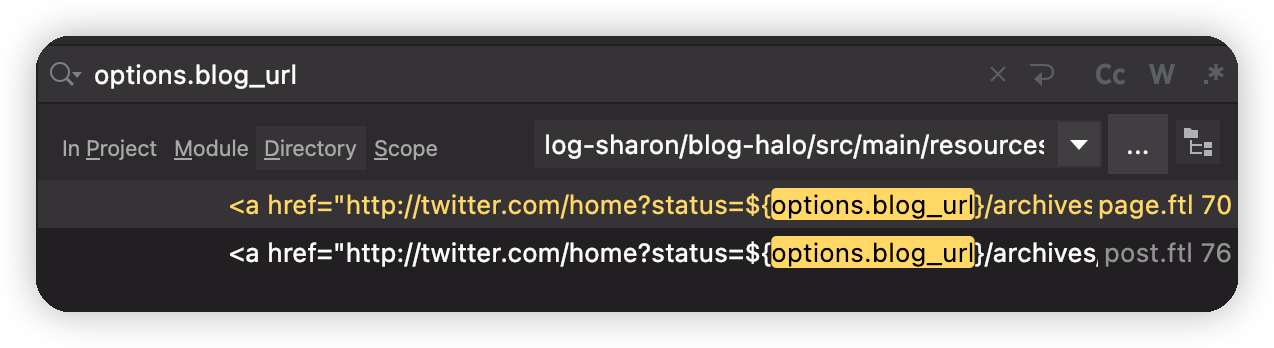 options.blog_url Cc W .*
In Project Module Directory Scope log-sharon/blog-halo/src/main/resources ...
<a href="http://twitter.com/home?status=${options.blog_url}/archives page.ftl 70
<a href="http://twitter.com/home?status=${options.blog_url}/archives, post.ftl 76